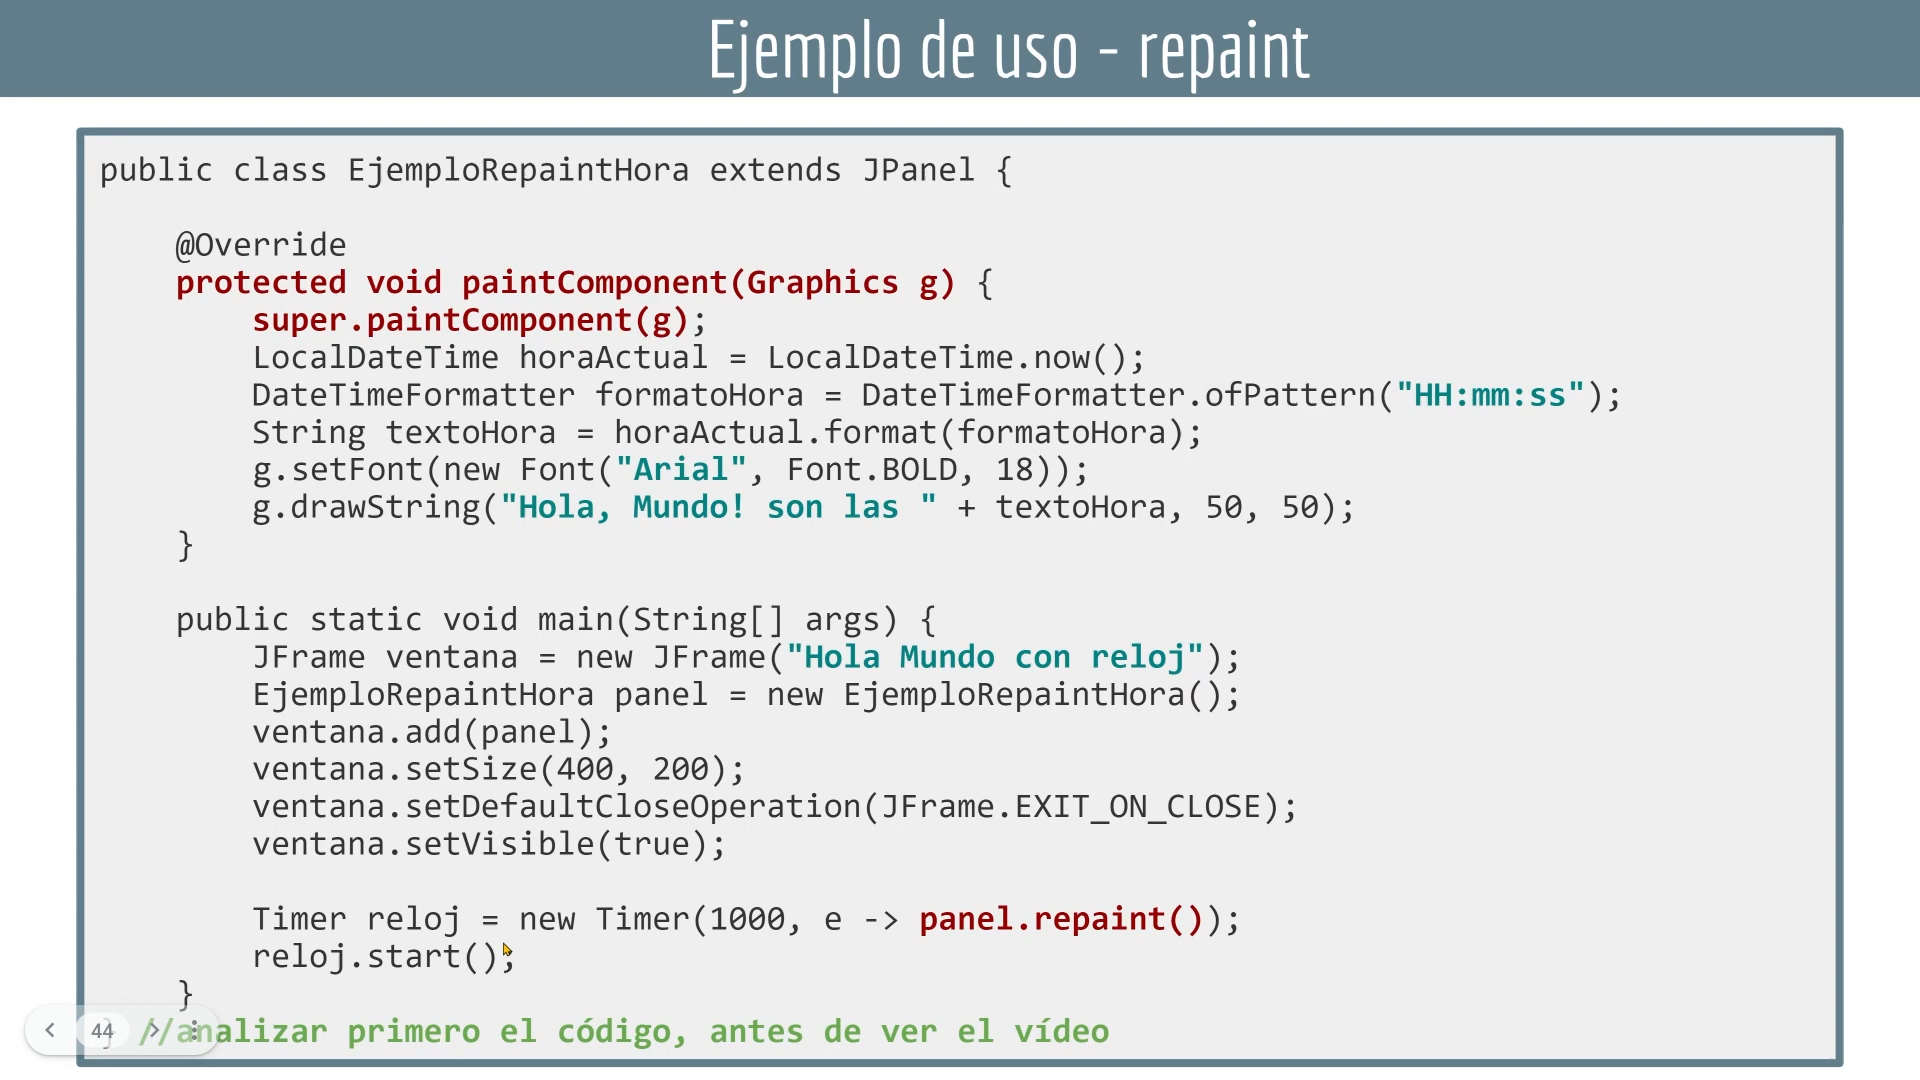 Ejemplo de uso - repaint
public class EjemploRepaintHora extends JPanel {
@Override
protected void paintComponent(Graphics g) {
super.paintComponent(g);
LocalDateTime horaActual = LocalDateTime.now();
DateTimeFormatter formatoHora = DateTimeFormatter.ofPattern("HH:mm:ss");
String textoHora = horaActual.format(formatoHora);
g.setFont(new Font("Arial", Font.BOLD, 18));
g.drawString("Hola, Mundo! son las " + textoHora, 50, 50);
}
public static void main(String[] args) {
JFrame ventana = new JFrame("Hola Mundo con reloj");
EjemploRepaintHora panel = new EjemploRepaintHora();
ventana.add(panel);
ventana.setSize(400, 200);
ventana.setDefaultCloseOperation(JFrame.EXIT_ON_CLOSE);
ventana.setVisible(true);
Timer reloj = new Timer(1000, e -> panel.repaint());
reloj.start();
}
} //analizar primero el código, antes de ver el vídeo
44